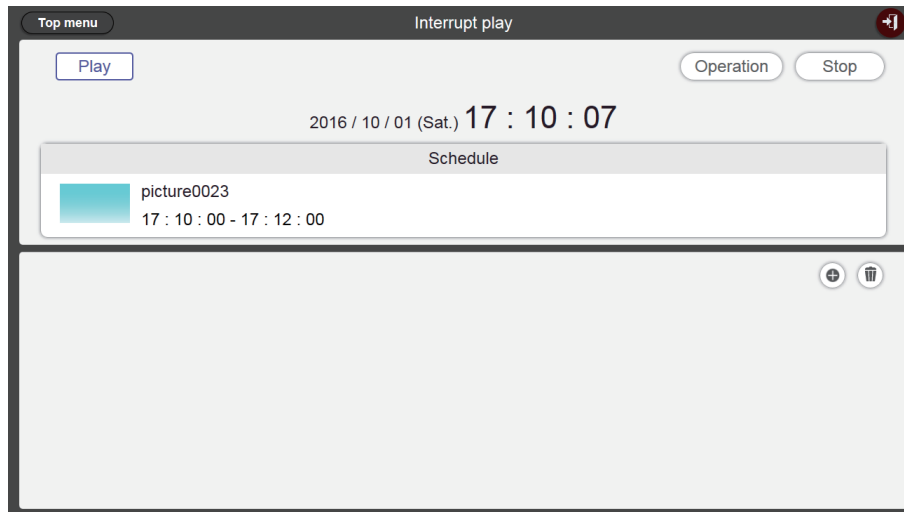 Top menu
Interrupt play
Play
Operation
Stop
2016 / 10 / 01 (Sat.) 17 : 10 : 07
Schedule
picture0023
17 : 10 : 00 - 17 : 12 : 00